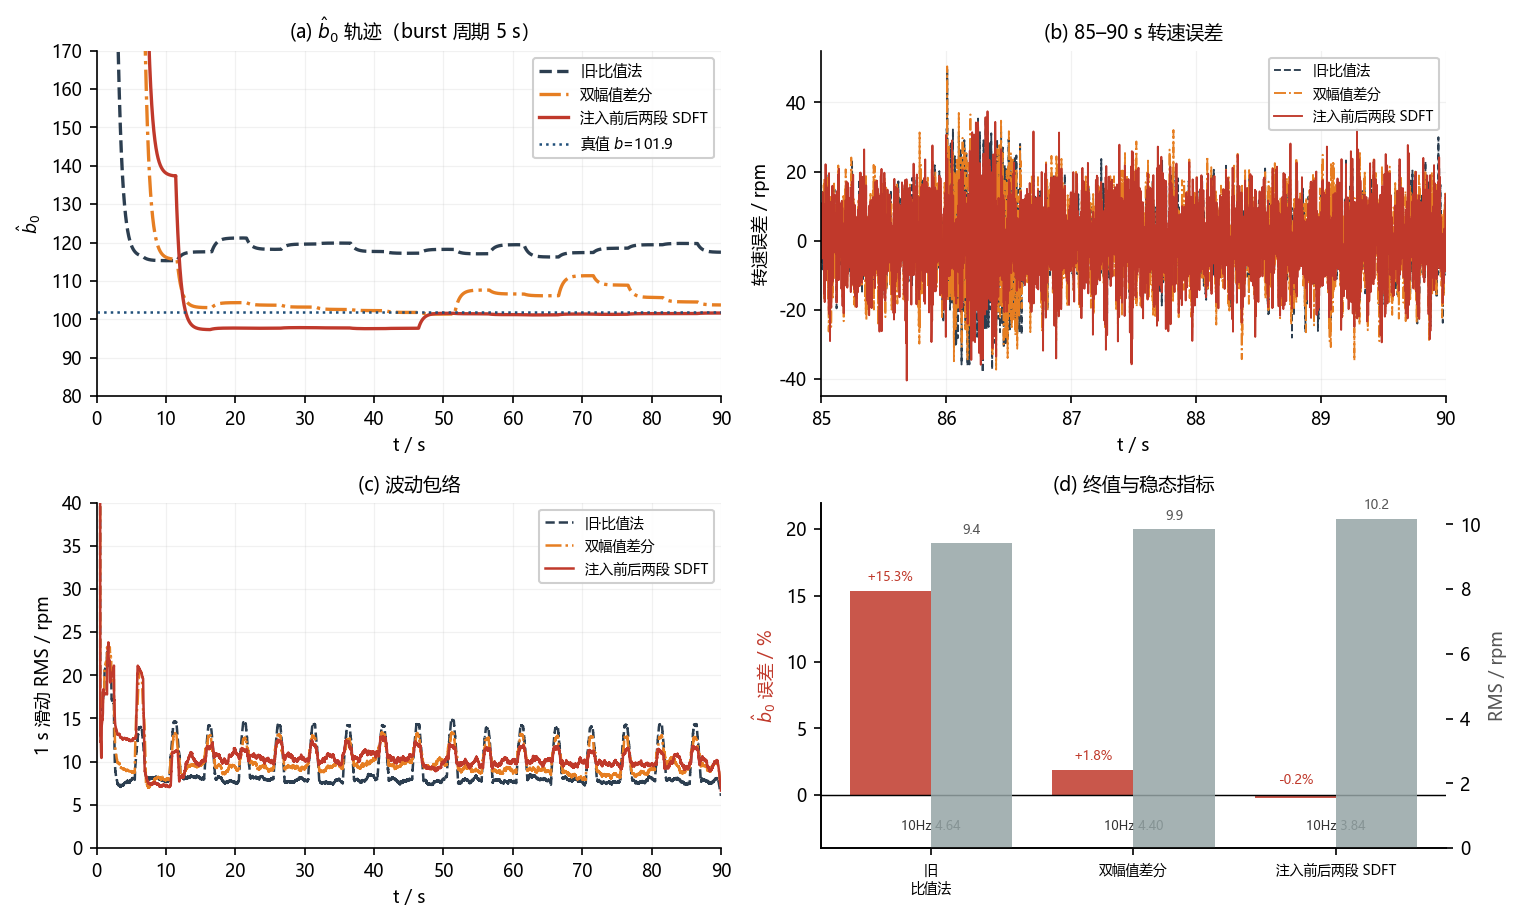 (a) b̂₀ 轨迹（burst 周期 5 s）
170
160
150
140
130
120
110
100
90
80
b̂₀
旧比值法
双幅值差分
注入前后两段 SDFT
真值 b=101.9
0 10 20 30 40 50 60 70 80 90
t / s
(b) 85–90 s 转速误差
40
20
0
-20
-40
转速误差 / rpm
旧比值法
双幅值差分
注入前后两段 SDFT
85 86 87 88 89 90
t / s
(c) 波动包络
40
35
30
25
20
15
10
5
0
1 s 滑动 RMS / rpm
旧比值法
双幅值差分
注入前后两段 SDFT
0 10 20 30 40 50 60 70 80 90
t / s
(d) 终值与稳态指标
20
15
10
5
0
b̂₀ 误差 / %
+15.3%
9.4
+1.8%
9.9
-0.2%
10.2
10Hz 4.64
10Hz 4.40
10Hz 3.84
10
8
6
4
2
0
RMS / rpm
旧
比值法
双幅值差分
注入前后两段 SDFT